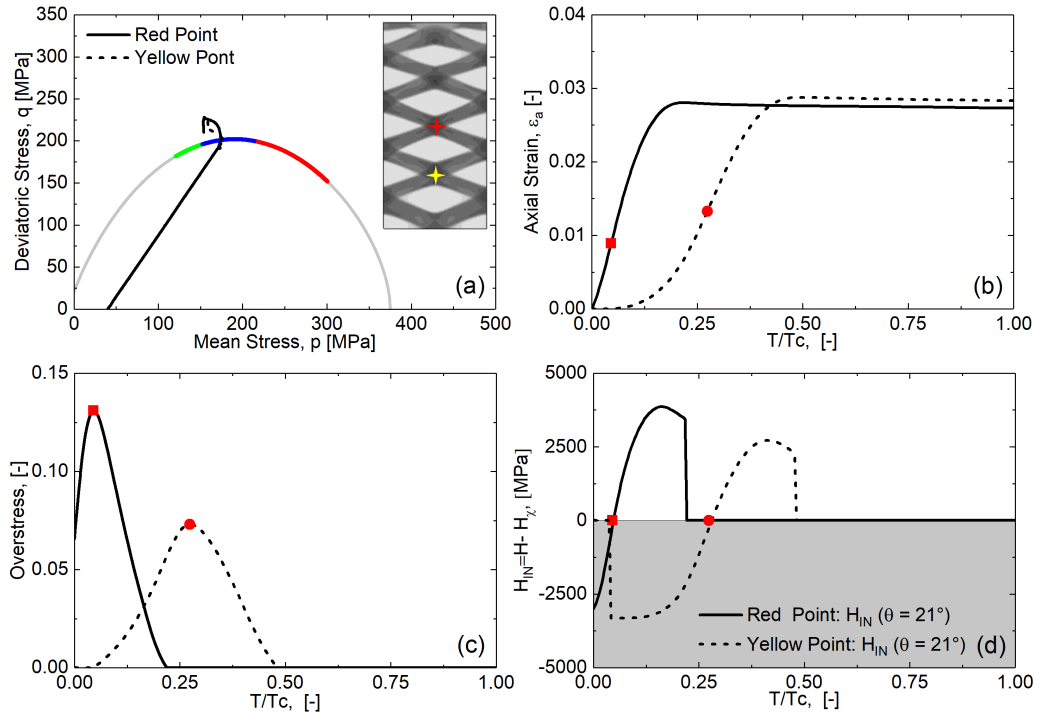 350
300
250
200
150
100
50
0
Deviatoric Stress, q [MPa]
Red Point
Yellow Pont
(a)
0 100 200 300 400 500
Mean Stress, p [MPa]
0.04
0.03
0.02
0.01
0.00
Axial Strain, εa [-]
(b)
0.00 0.25 0.50 0.75 1.00
T/Tc, [-]
0.15
0.10
0.05
0.00
Overstress, [-]
(c)
0.00 0.25 0.50 0.75 1.00
T/Tc, [-]
5000
2500
0
-2500
-5000
HIN=H- Hχ, [MPa]
Red Point: HIN (θ = 21°)
Yellow Point: HIN (θ = 21°)
(d)
0.00 0.25 0.50 0.75 1.00
T/Tc, [-]